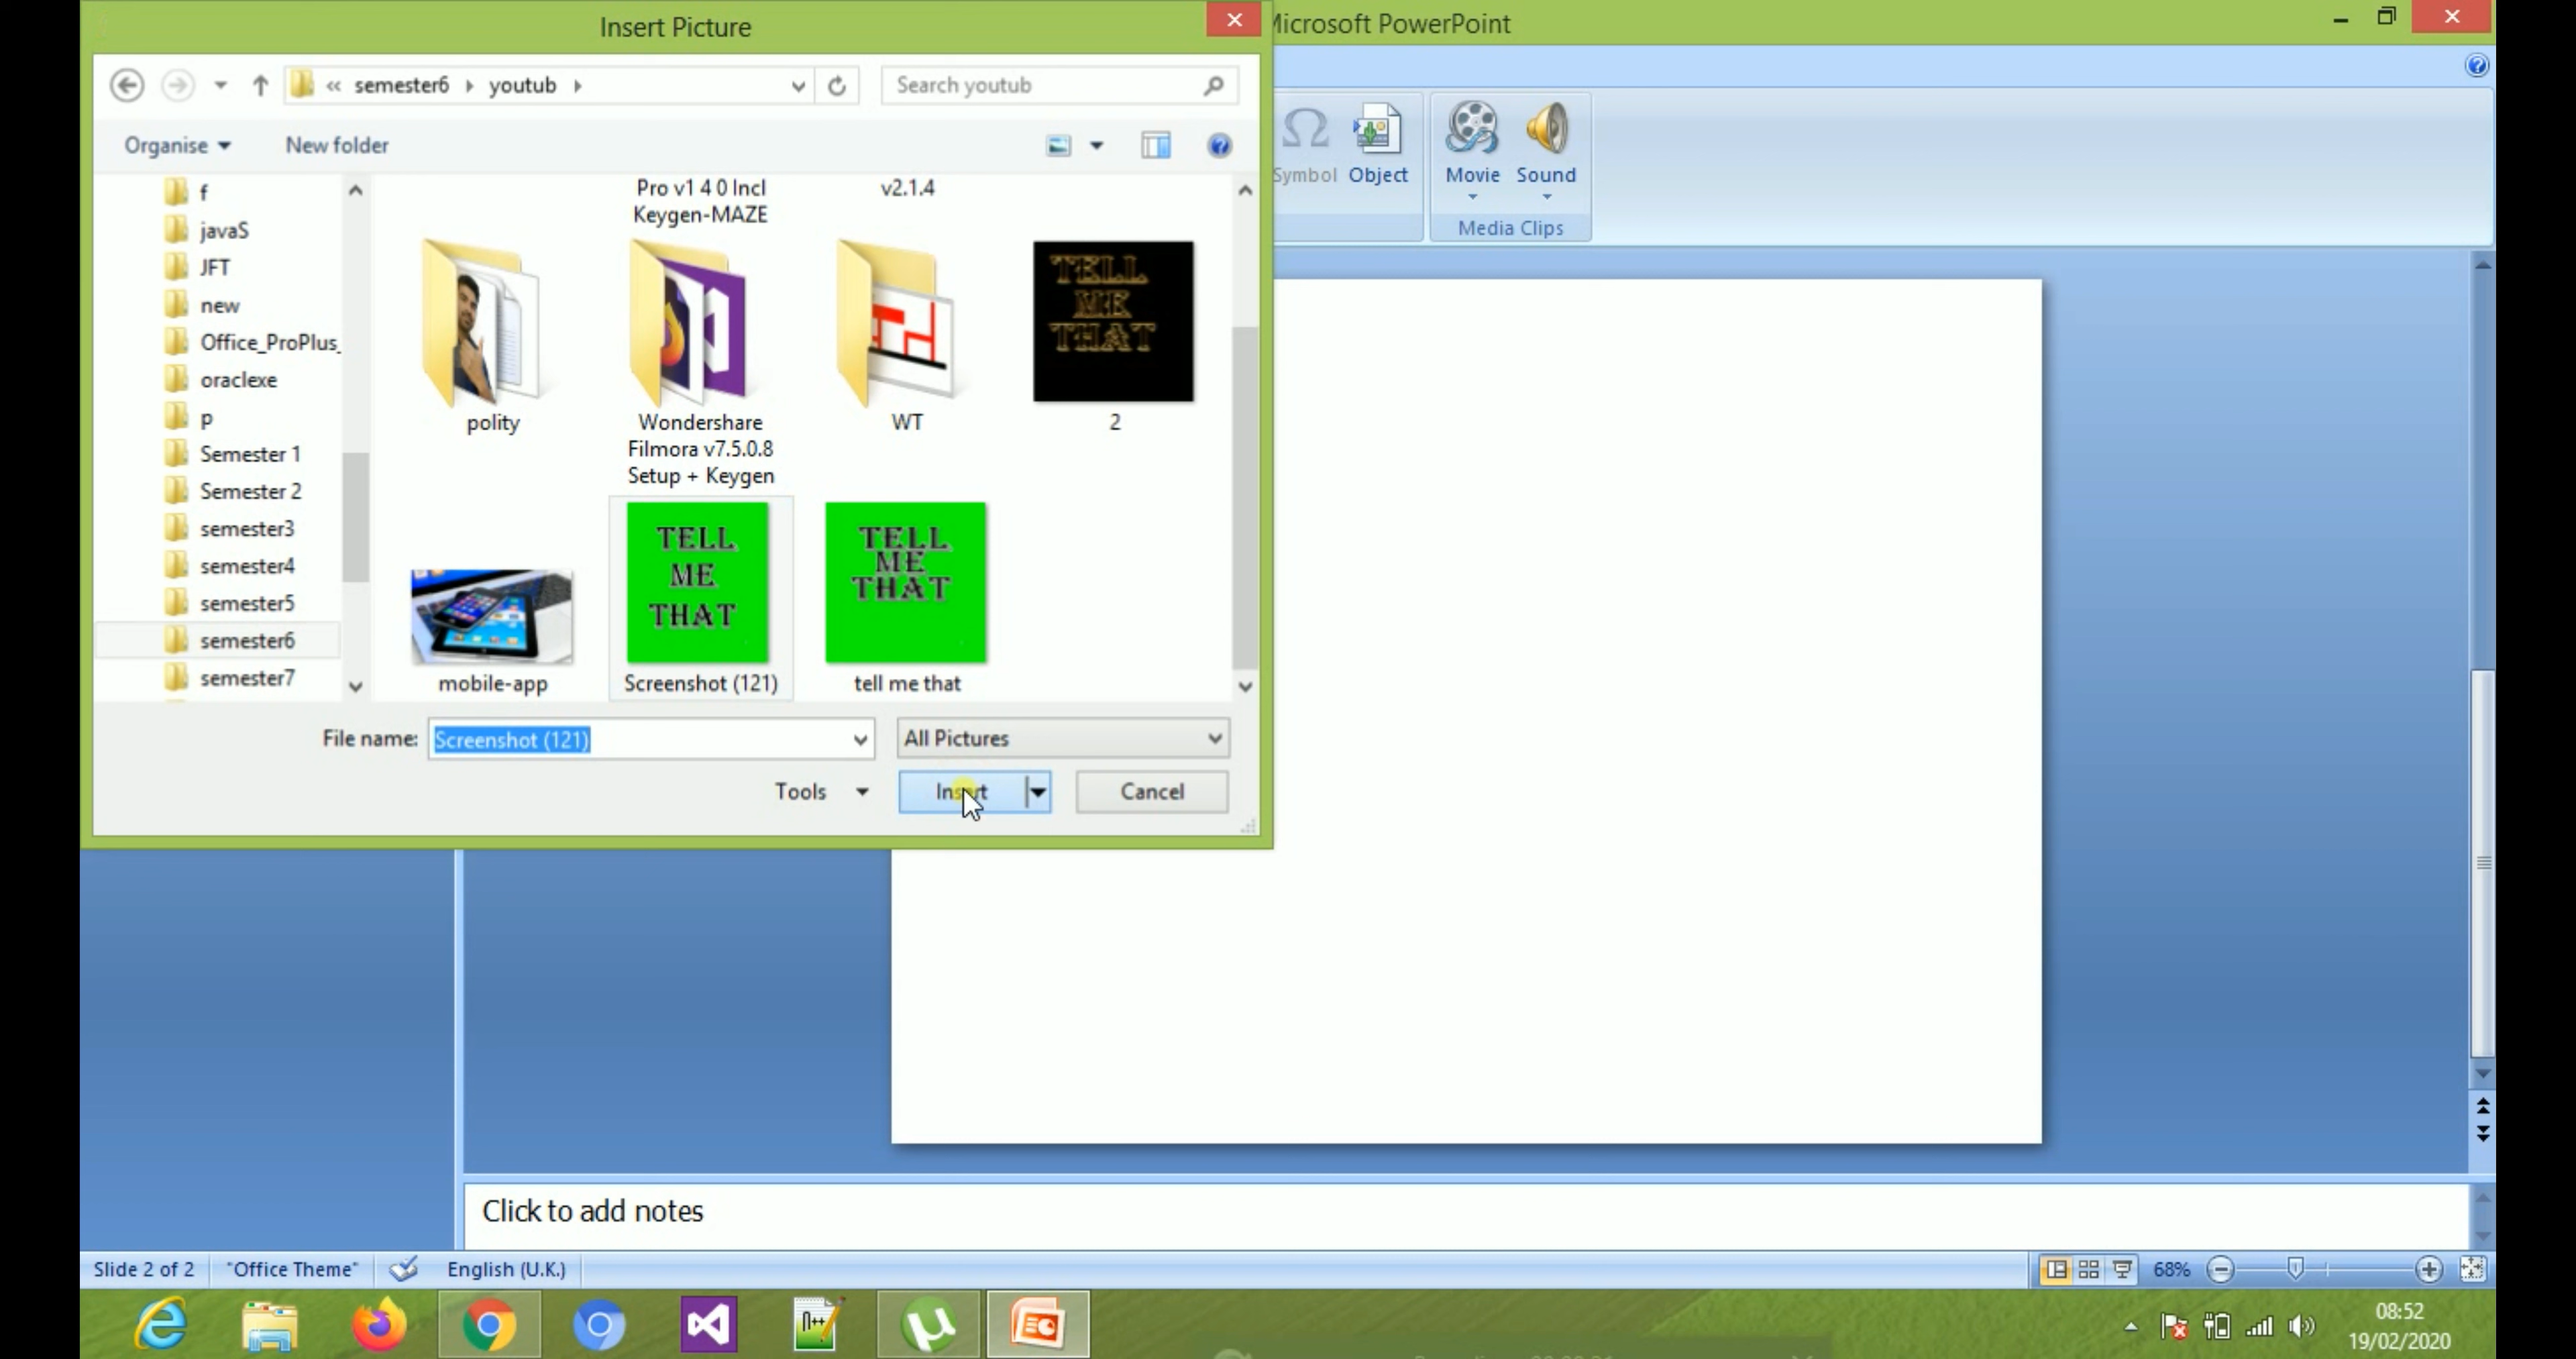 Insert Picture
Microsoft PowerPoint
« semester6 youtub
Search youtub
Organise
New folder
Symbol
Object
Movie
Sound
Media Clips
f
javaS
JFT
new
Office_ProPlus_
oraclexe
p
Semester 1
Semester 2
semester3
semester4
semester5
semester6
semester7
Pro v1 4 0 Incl
Keygen-MAZE
v2.1.4
polity
Wondershare
Filmora v7.5.0.8
Setup + Keygen
WT
TELL
ME
THAT
2
mobile-app
TELL
ME
THAT
Screenshot (121)
TELL
ME
THAT
tell me that
File name:
Screenshot (121)
All Pictures
Tools
Insert
Cancel
Click to add notes
Slide 2 of 2
"Office Theme"
English (U.K.)
68%
08:52
19/02/2020